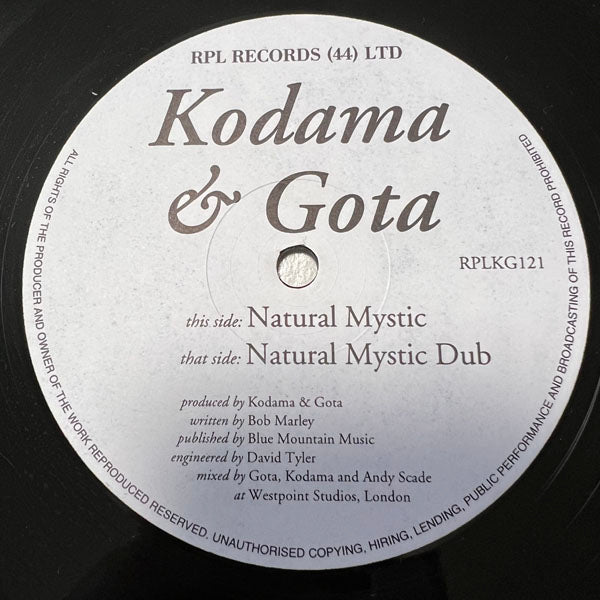 RPL RECORDS (44) LTD
Kodama
& Gota
RPLKG121
this side: Natural Mystic
that side: Natural Mystic Dub
produced by Kodama & Gota
written by Bob Marley
published by Blue Mountain Music
engineered by David Tyler
mixed by Gota, Kodama and Andy Scade
at Westpoint Studios, London
ALL RIGHTS OF THE PRODUCER AND OWNER OF THE WORK REPRODUCED RESERVED. UNAUTHORISED COPYING, HIRING, LENDING, PUBLIC PERFORMANCE AND BROADCASTING OF THIS RECORD PROHIBITED